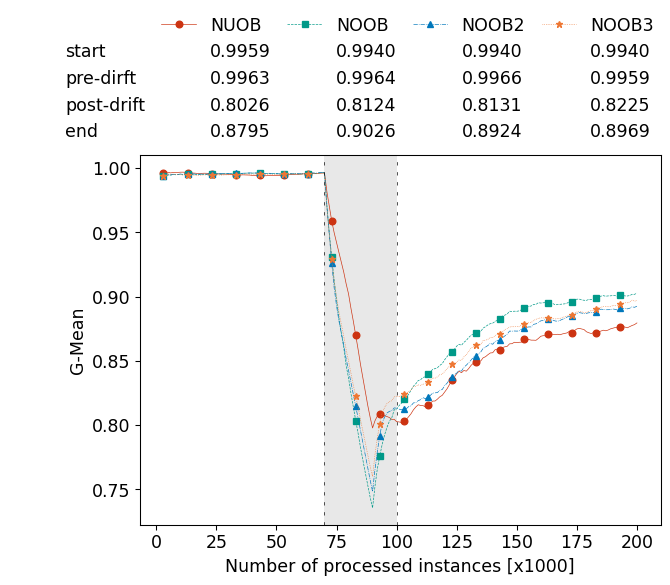 NUOB NOOB NOOB2 NOOB3
start 0.9959 0.9940 0.9940 0.9940
pre-dirft 0.9963 0.9964 0.9966 0.9959
post-drift 0.8026 0.8124 0.8131 0.8225
end 0.8795 0.9026 0.8924 0.8969
1.00
0.95
0.90
0.85
0.80
0.75
G-Mean
0 25 50 75 100 125 150 175 200
Number of processed instances [x1000]